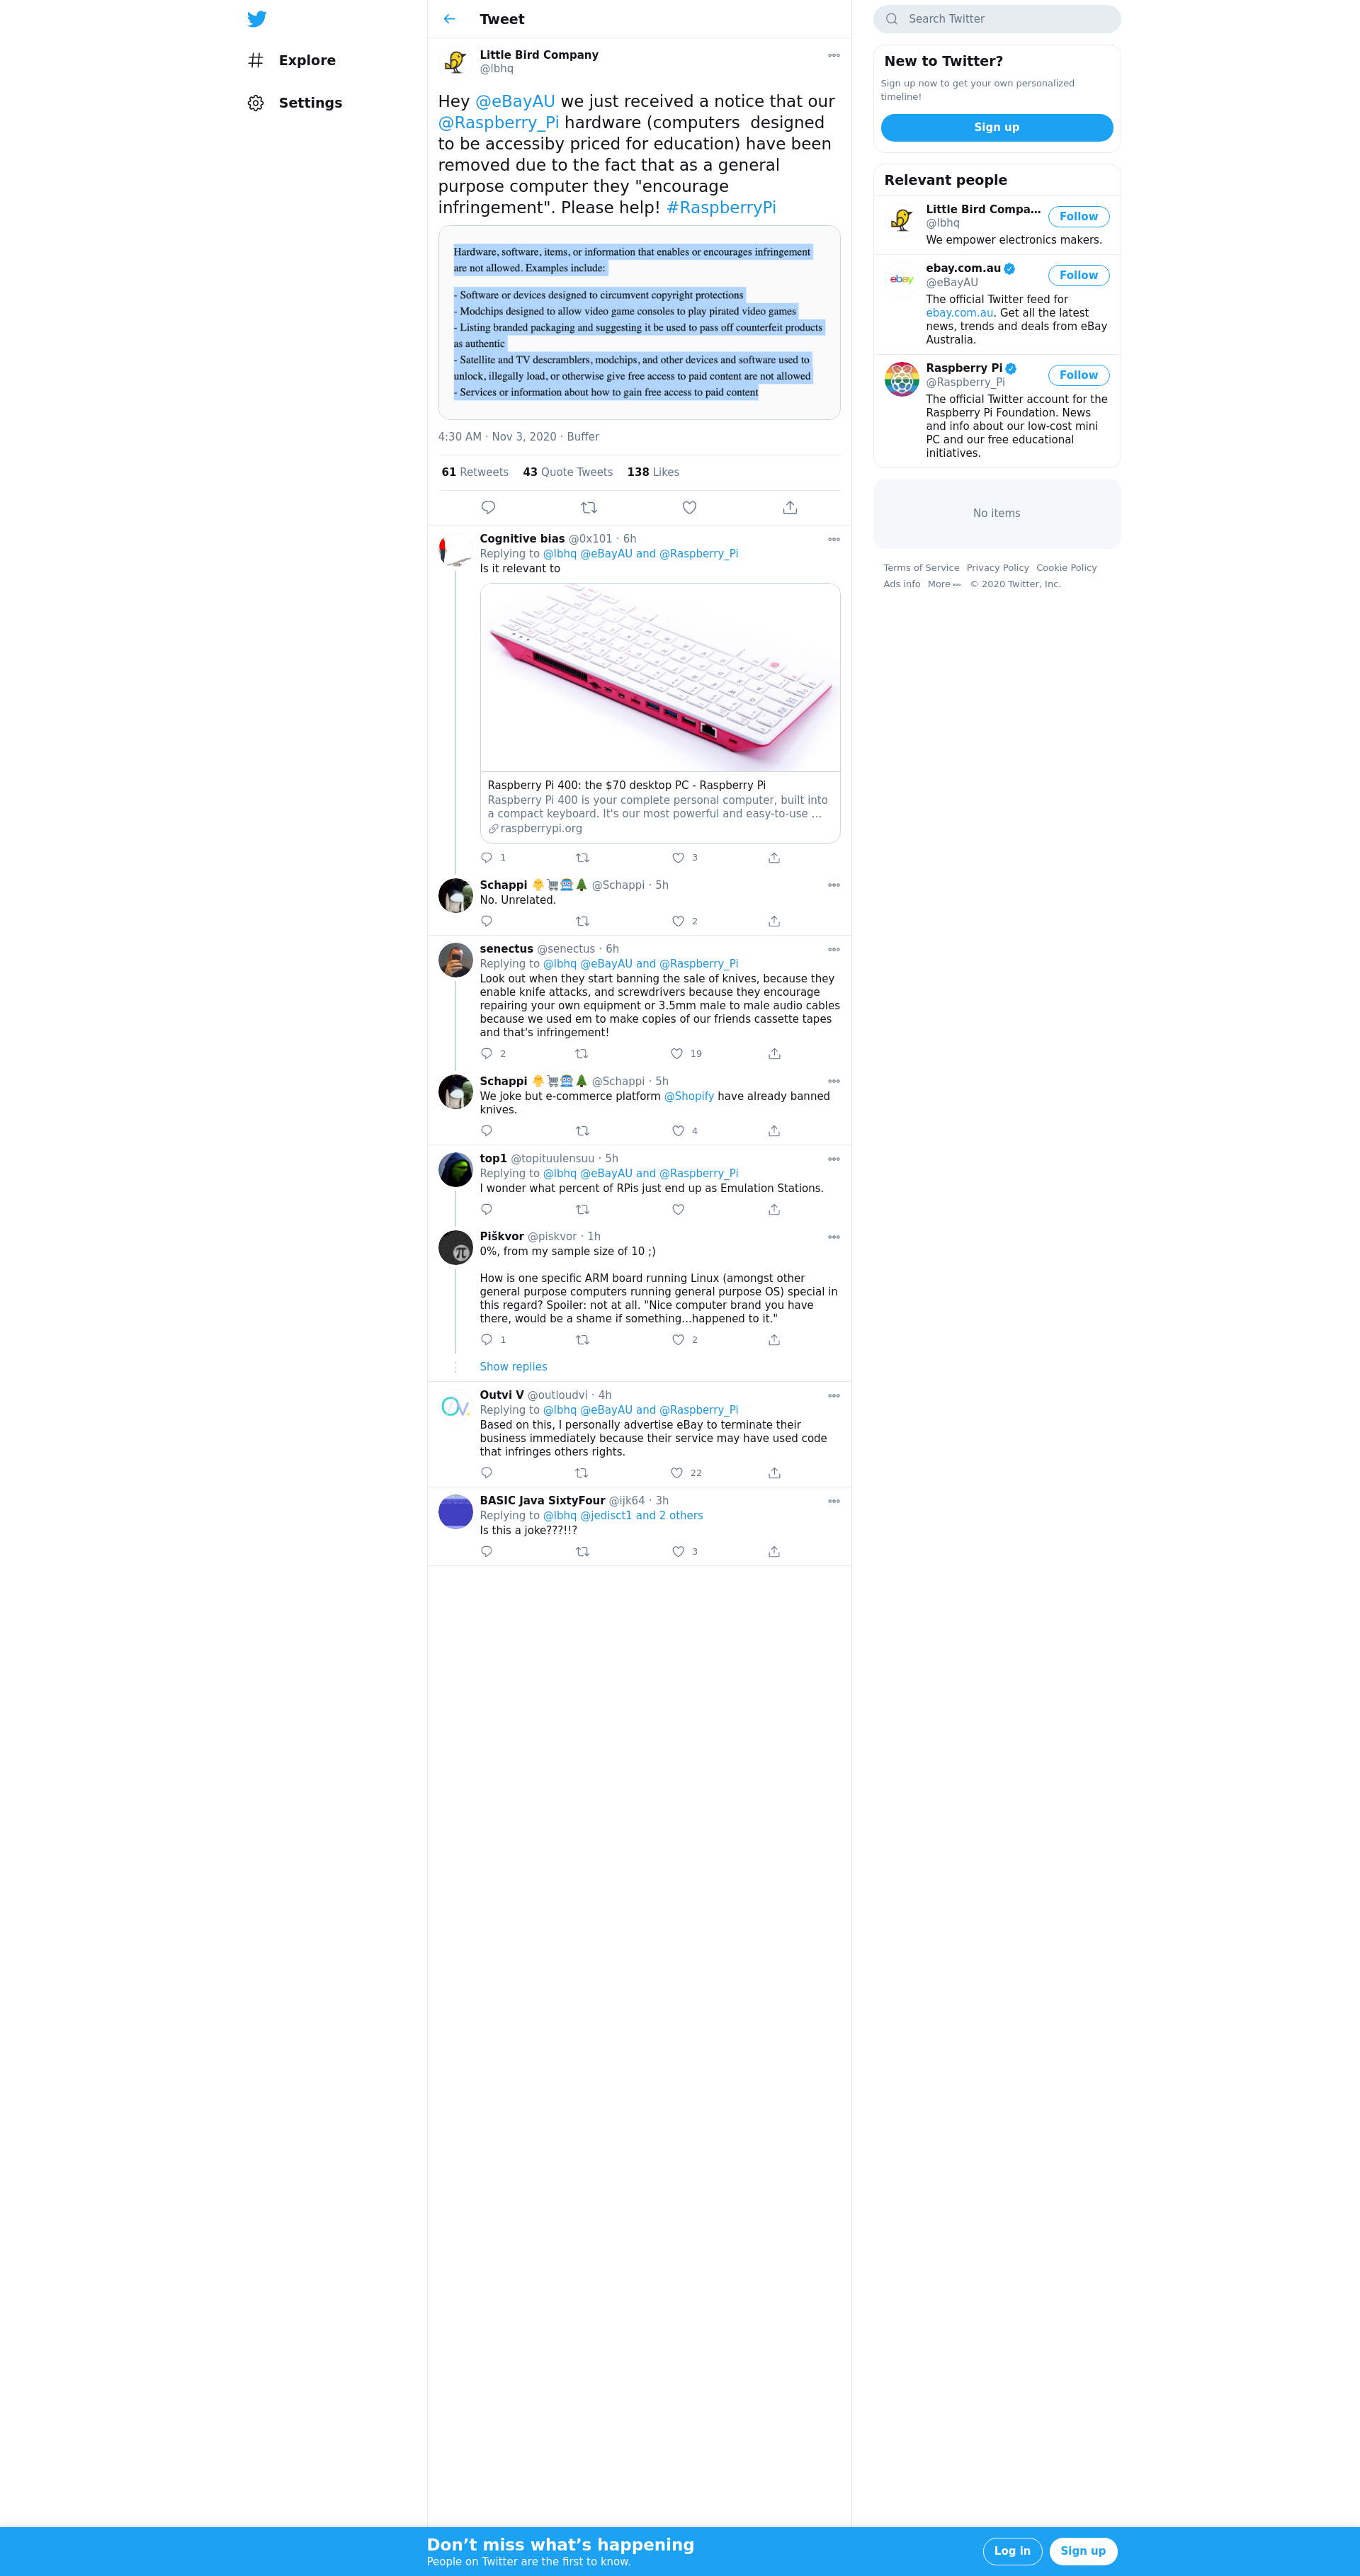 Explore
Settings
Tweet
Little Bird Company
@lbhq
Hey @eBayAU we just received a notice that our
@Raspberry_Pi hardware (computers  designed
to be accessiby priced for education) have been
removed due to the fact that as a general
purpose computer they "encourage
infringement". Please help! #RaspberryPi
Hardware, software, items, or information that enables or encourages infringement
are not allowed. Examples include:
- Software or devices designed to circumvent copyright protections
- Modchips designed to allow video game consoles to play pirated video games
- Listing branded packaging and suggesting it be used to pass off counterfeit products
as authentic
- Satellite and TV descramblers, modchips, and other devices and software used to
unlock, illegally load, or otherwise give free access to paid content are not allowed
- Services or information about how to gain free access to paid content
4:30 AM · Nov 3, 2020 · Buffer
61 Retweets 43 Quote Tweets 138 Likes
Cognitive bias @0x101 · 6h
Replying to @lbhq @eBayAU and @Raspberry_Pi
Is it relevant to
Raspberry Pi 400: the $70 desktop PC - Raspberry Pi
Raspberry Pi 400 is your complete personal computer, built into
a compact keyboard. It's our most powerful and easy-to-use ...
raspberrypi.org
1 3
Schappi @Schappi · 5h
No. Unrelated.
2
senectus @senectus · 6h
Replying to @lbhq @eBayAU and @Raspberry_Pi
Look out when they start banning the sale of knives, because they
enable knife attacks, and screwdrivers because they encourage
repairing your own equipment or 3.5mm male to male audio cables
because we used em to make copies of our friends cassette tapes
and that's infringement!
2 19
Schappi @Schappi · 5h
We joke but e-commerce platform @Shopify have already banned
knives.
4
top1 @topituulensuu · 5h
Replying to @lbhq @eBayAU and @Raspberry_Pi
I wonder what percent of RPis just end up as Emulation Stations.
Piškvor @piskvor · 1h
0%, from my sample size of 10 ;)
How is one specific ARM board running Linux (amongst other
general purpose computers running general purpose OS) special in
this regard? Spoiler: not at all. "Nice computer brand you have
there, would be a shame if something...happened to it."
1 2
Show replies
Outvi V @outloudvi · 4h
Replying to @lbhq @eBayAU and @Raspberry_Pi
Based on this, I personally advertise eBay to terminate their
business immediately because their service may have used code
that infringes others rights.
22
BASIC Java SixtyFour @ijk64 · 3h
Replying to @lbhq @jedisct1 and 2 others
Is this a joke???!!?
3
Search Twitter
New to Twitter?
Sign up now to get your own personalized
timeline!
Sign up
Relevant people
Little Bird Compa...
@lbhq
Follow
We empower electronics makers.
ebay
ebay.com.au
@eBayAU
Follow
The official Twitter feed for
ebay.com.au. Get all the latest
news, trends and deals from eBay
Australia.
Raspberry Pi
@Raspberry_Pi
Follow
The official Twitter account for the
Raspberry Pi Foundation. News
and info about our low-cost mini
PC and our free educational
initiatives.
No items
Terms of Service Privacy Policy Cookie Policy
Ads info More © 2020 Twitter, Inc.
Don’t miss what’s happening
People on Twitter are the first to know.
Log in
Sign up